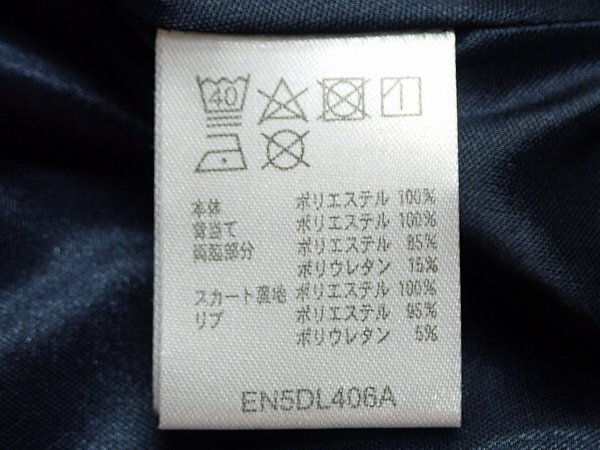 40
本体 ポリエステル 100%
当て ポリエステル 100%
両脇部分 ポリエステル 85%
ポリウレタン 15%
スカート裏地 ポリエステル 100%
リブ ポリエステル 95%
ポリウレタン 5%
EN5DL406A